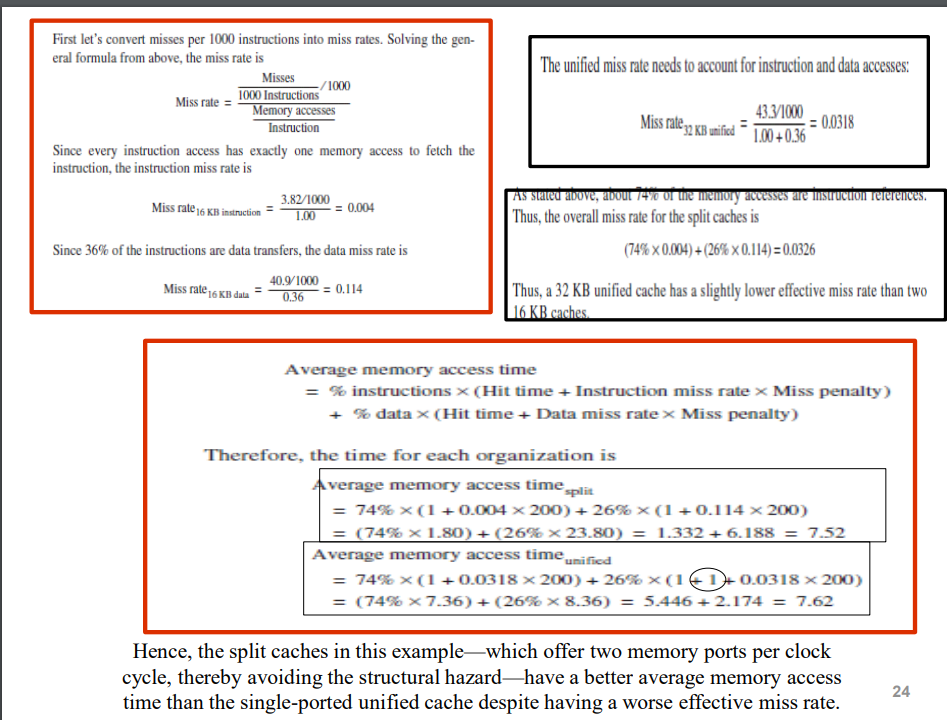 First let's convert misses per 1000 instructions into miss rates. Solving the gen-
eral formula from above, the miss rate is
Misses
1000 Instructions /1000
Miss rate =
Memory accesses
Instruction
Since every instruction access has exactly one memory access to fetch the
instruction, the instruction miss rate is
Miss rate 16 KB instruction = 3.82/1000 / 1.00 = 0.004
Since 36% of the instructions are data transfers, the data miss rate is
Miss rate 16 KB data = 40.9/1000 / 0.36 = 0.114
The unified miss rate needs to account for instruction and data accesses:
Miss rate 32 KB unified = 43.3/1000 / 1.00 + 0.36 = 0.0318
As stated above, about 74% of the memory accesses are instruction references.
Thus, the overall miss rate for the split caches is
(74% × 0.004) + (26% × 0.114) = 0.0326
Thus, a 32 KB unified cache has a slightly lower effective miss rate than two
16 KB caches.
Average memory access time
= % instructions × (Hit time + Instruction miss rate × Miss penalty)
+ % data × (Hit time + Data miss rate × Miss penalty)
Therefore, the time for each organization is
Average memory access time split
= 74% × (1 + 0.004 × 200) + 26% × (1 + 0.114 × 200)
= (74% × 1.80) + (26% × 23.80) = 1.332 + 6.188 = 7.52
Average memory access time unified
= 74% × (1 + 0.0318 × 200) + 26% × (1 + 1 + 0.0318 × 200)
= (74% × 7.36) + (26% × 8.36) = 5.446 + 2.174 = 7.62
Hence, the split caches in this example—which offer two memory ports per clock
cycle, thereby avoiding the structural hazard—have a better average memory access
time than the single-ported unified cache despite having a worse effective miss rate.
24